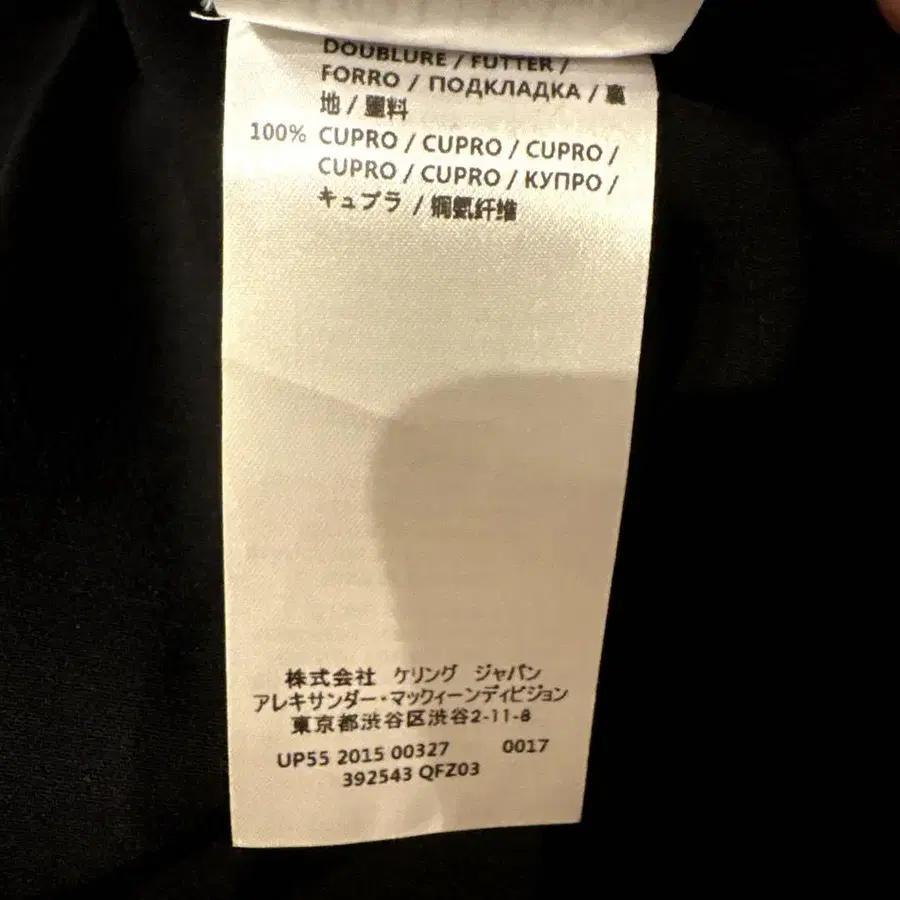 DOUBLURE / FUTTER /
FORRO / ПОДКЛАДКА / 裏
地 / 里料
100% CUPRO / CUPRO / CUPRO /
CUPRO / CUPRO / КУПРО /
キュプラ / 铜氨纤维
株式会社 ケリング ジャパン
アレキサンダー・マックィーンディビジョン
東京都渋谷区渋谷2-11-8
UP55 2015 00327 0017
392543 QFZ03